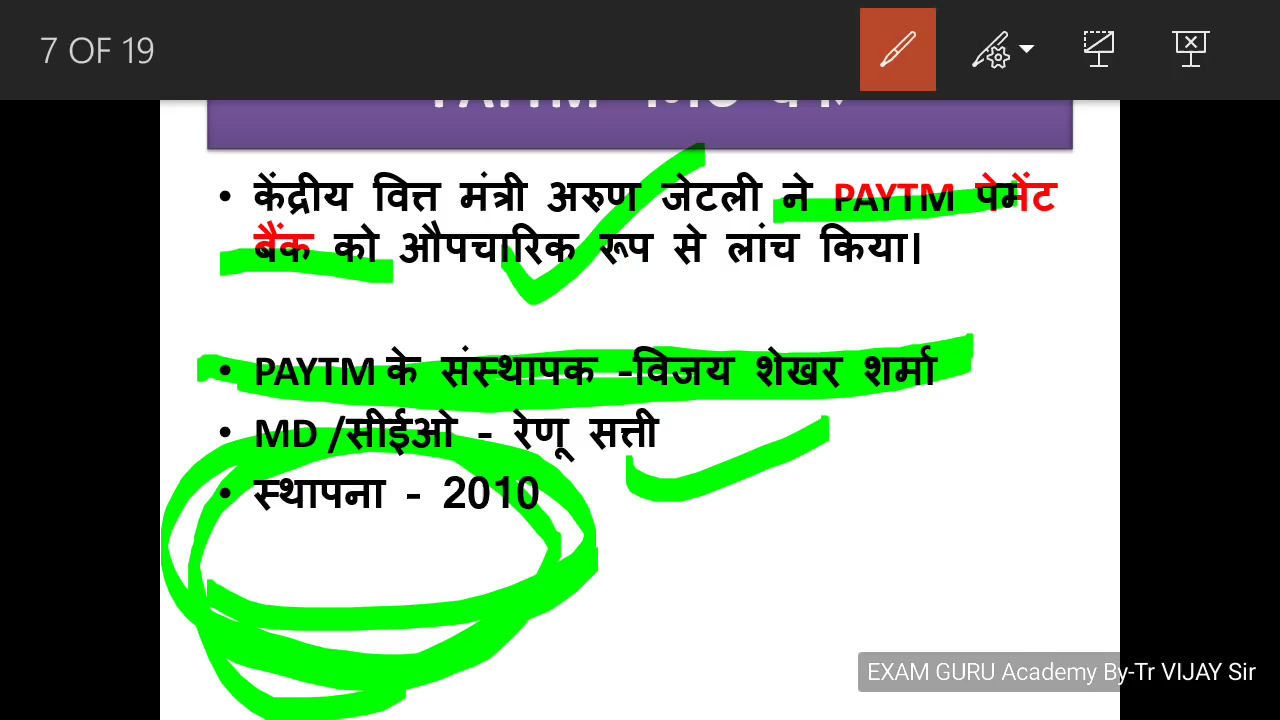 7 OF 19
PAYTM पेमेंट बैंक
• केंद्रीय वित्त मंत्री अरुण जेटली ने PAYTM पेमेंट
बैंक को औपचारिक रूप से लांच किया।
• PAYTM के संस्थापक -विजय शेखर शर्मा
• MD /सीईओ - रेणू सत्ती
• स्थापना - 2010
EXAM GURU Academy By-Tr VIJAY Sir